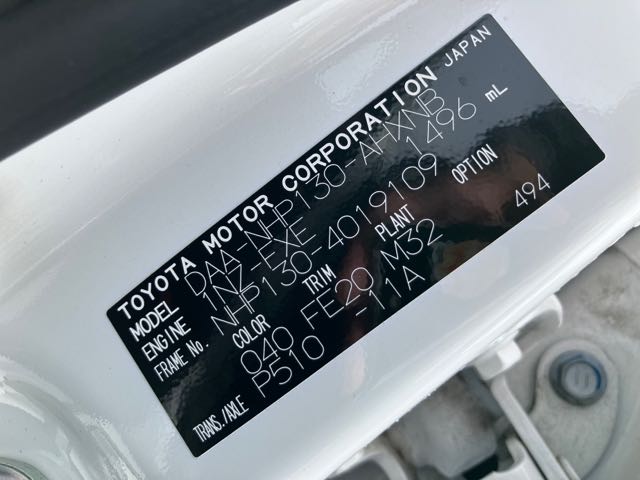 TOYOTA MOTOR CORPORATION JAPAN
MODEL DAA-NHP130-AHXNB
ENGINE 1NZ-FXE 1496 mL
FRAME No. NHP130-4019109
COLOR TRIM PLANT OPTION
040 FE20 M32 494
TRANS./AXLE P510 -11A